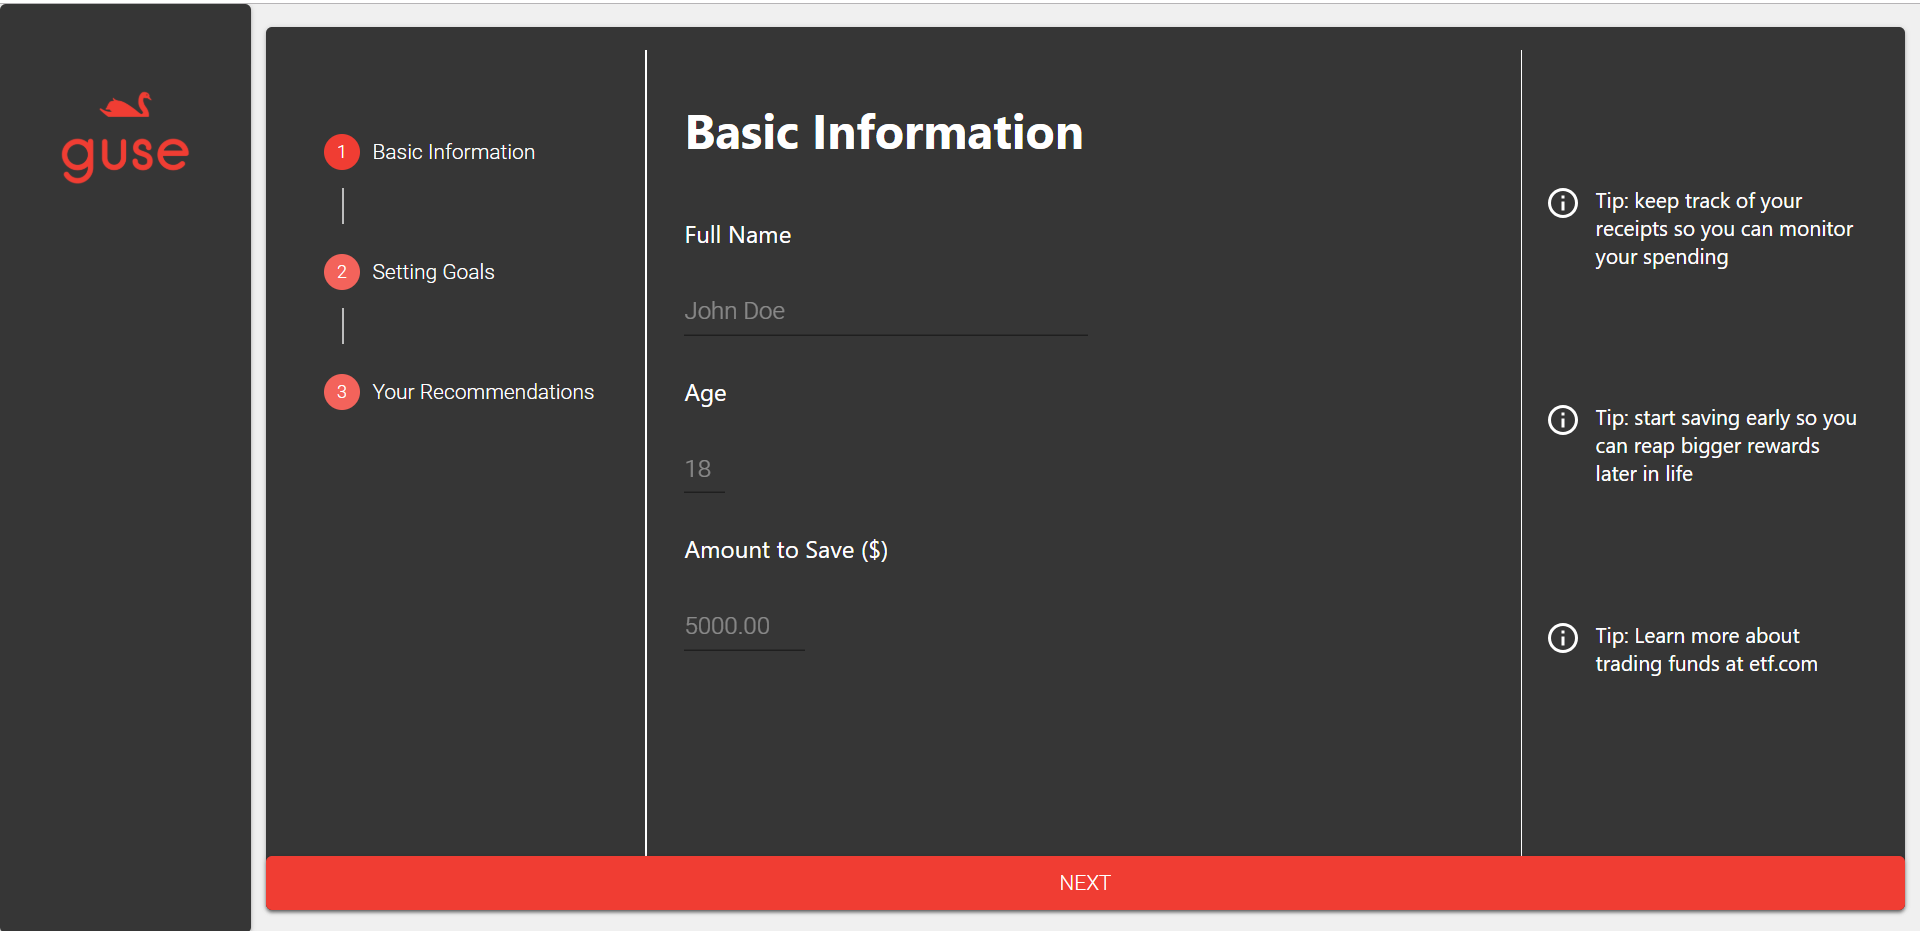 guse
1 Basic Information
2 Setting Goals
3 Your Recommendations
Basic Information
Full Name
John Doe
Age
18
Amount to Save ($)
5000.00
Tip: keep track of your
receipts so you can monitor
your spending
Tip: start saving early so you
can reap bigger rewards
later in life
Tip: Learn more about
trading funds at etf.com
NEXT